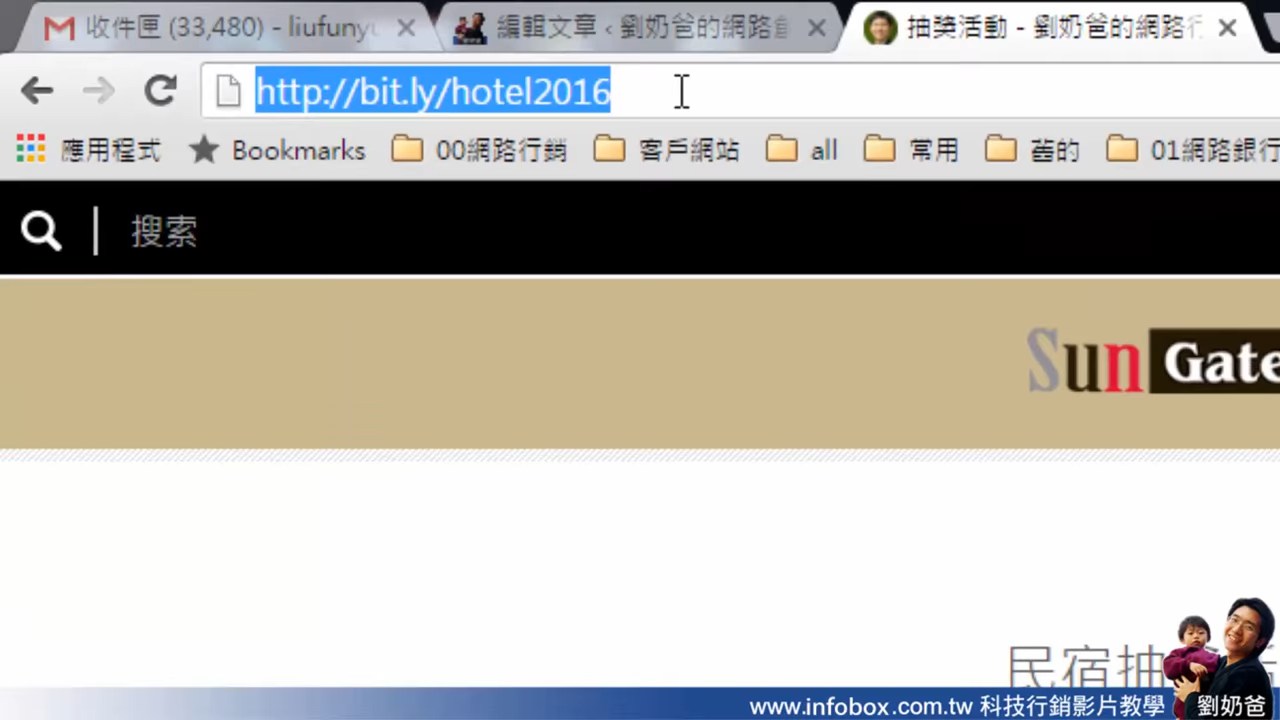 收件匣 (33,480) - liufunyu
編輯文章 ‹ 劉奶爸的網路
抽獎活動 - 劉奶爸的網路行
http://bit.ly/hotel2016
應用程式 Bookmarks 00網路行銷 客戶網站 all 常用 舊的 01網路銀行
搜索
Sun Gate
民宿抽
www.infobox.com.tw 科技行銷影片教學 劉奶爸